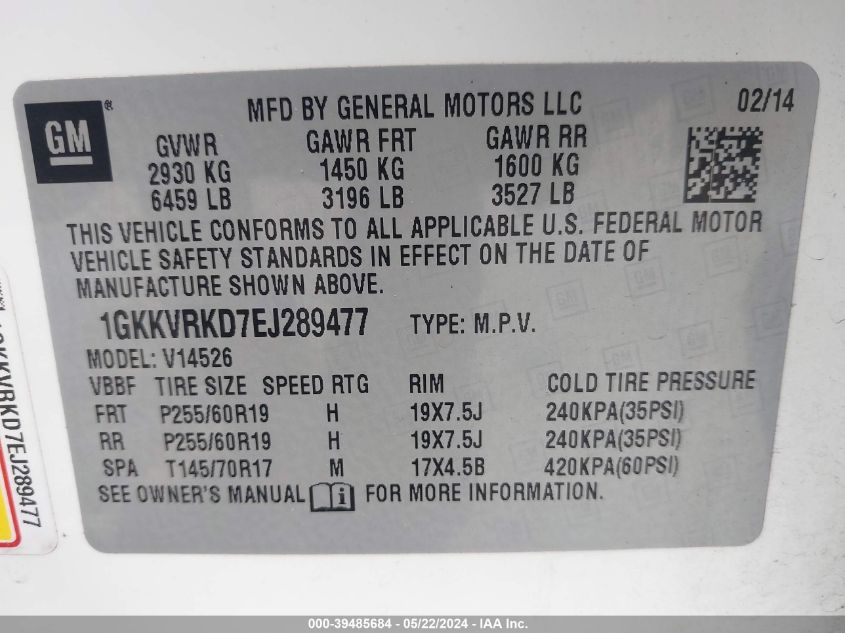 GM®
MFD BY GENERAL MOTORS LLC 02/14
GVWR GAWR FRT GAWR RR
2930 KG 1450 KG 1600 KG
6459 LB 3196 LB 3527 LB
THIS VEHICLE CONFORMS TO ALL APPLICABLE U.S. FEDERAL MOTOR
VEHICLE SAFETY STANDARDS IN EFFECT ON THE DATE OF
MANUFACTURE SHOWN ABOVE.
1GKKVRKD7EJ289477 TYPE: M.P.V.
MODEL: V14526
VBBF TIRE SIZE SPEED RTG RIM COLD TIRE PRESSURE
FRT P255/60R19 H 19X7.5J 240KPA(35PSI)
RR P255/60R19 H 19X7.5J 240KPA(35PSI)
SPA T145/70R17 M 17X4.5B 420KPA(60PSI)
SEE OWNER'S MANUAL i FOR MORE INFORMATION.
GKKVRKD7EJ289477
000-39485684 - 05/22/2024 - IAA Inc.